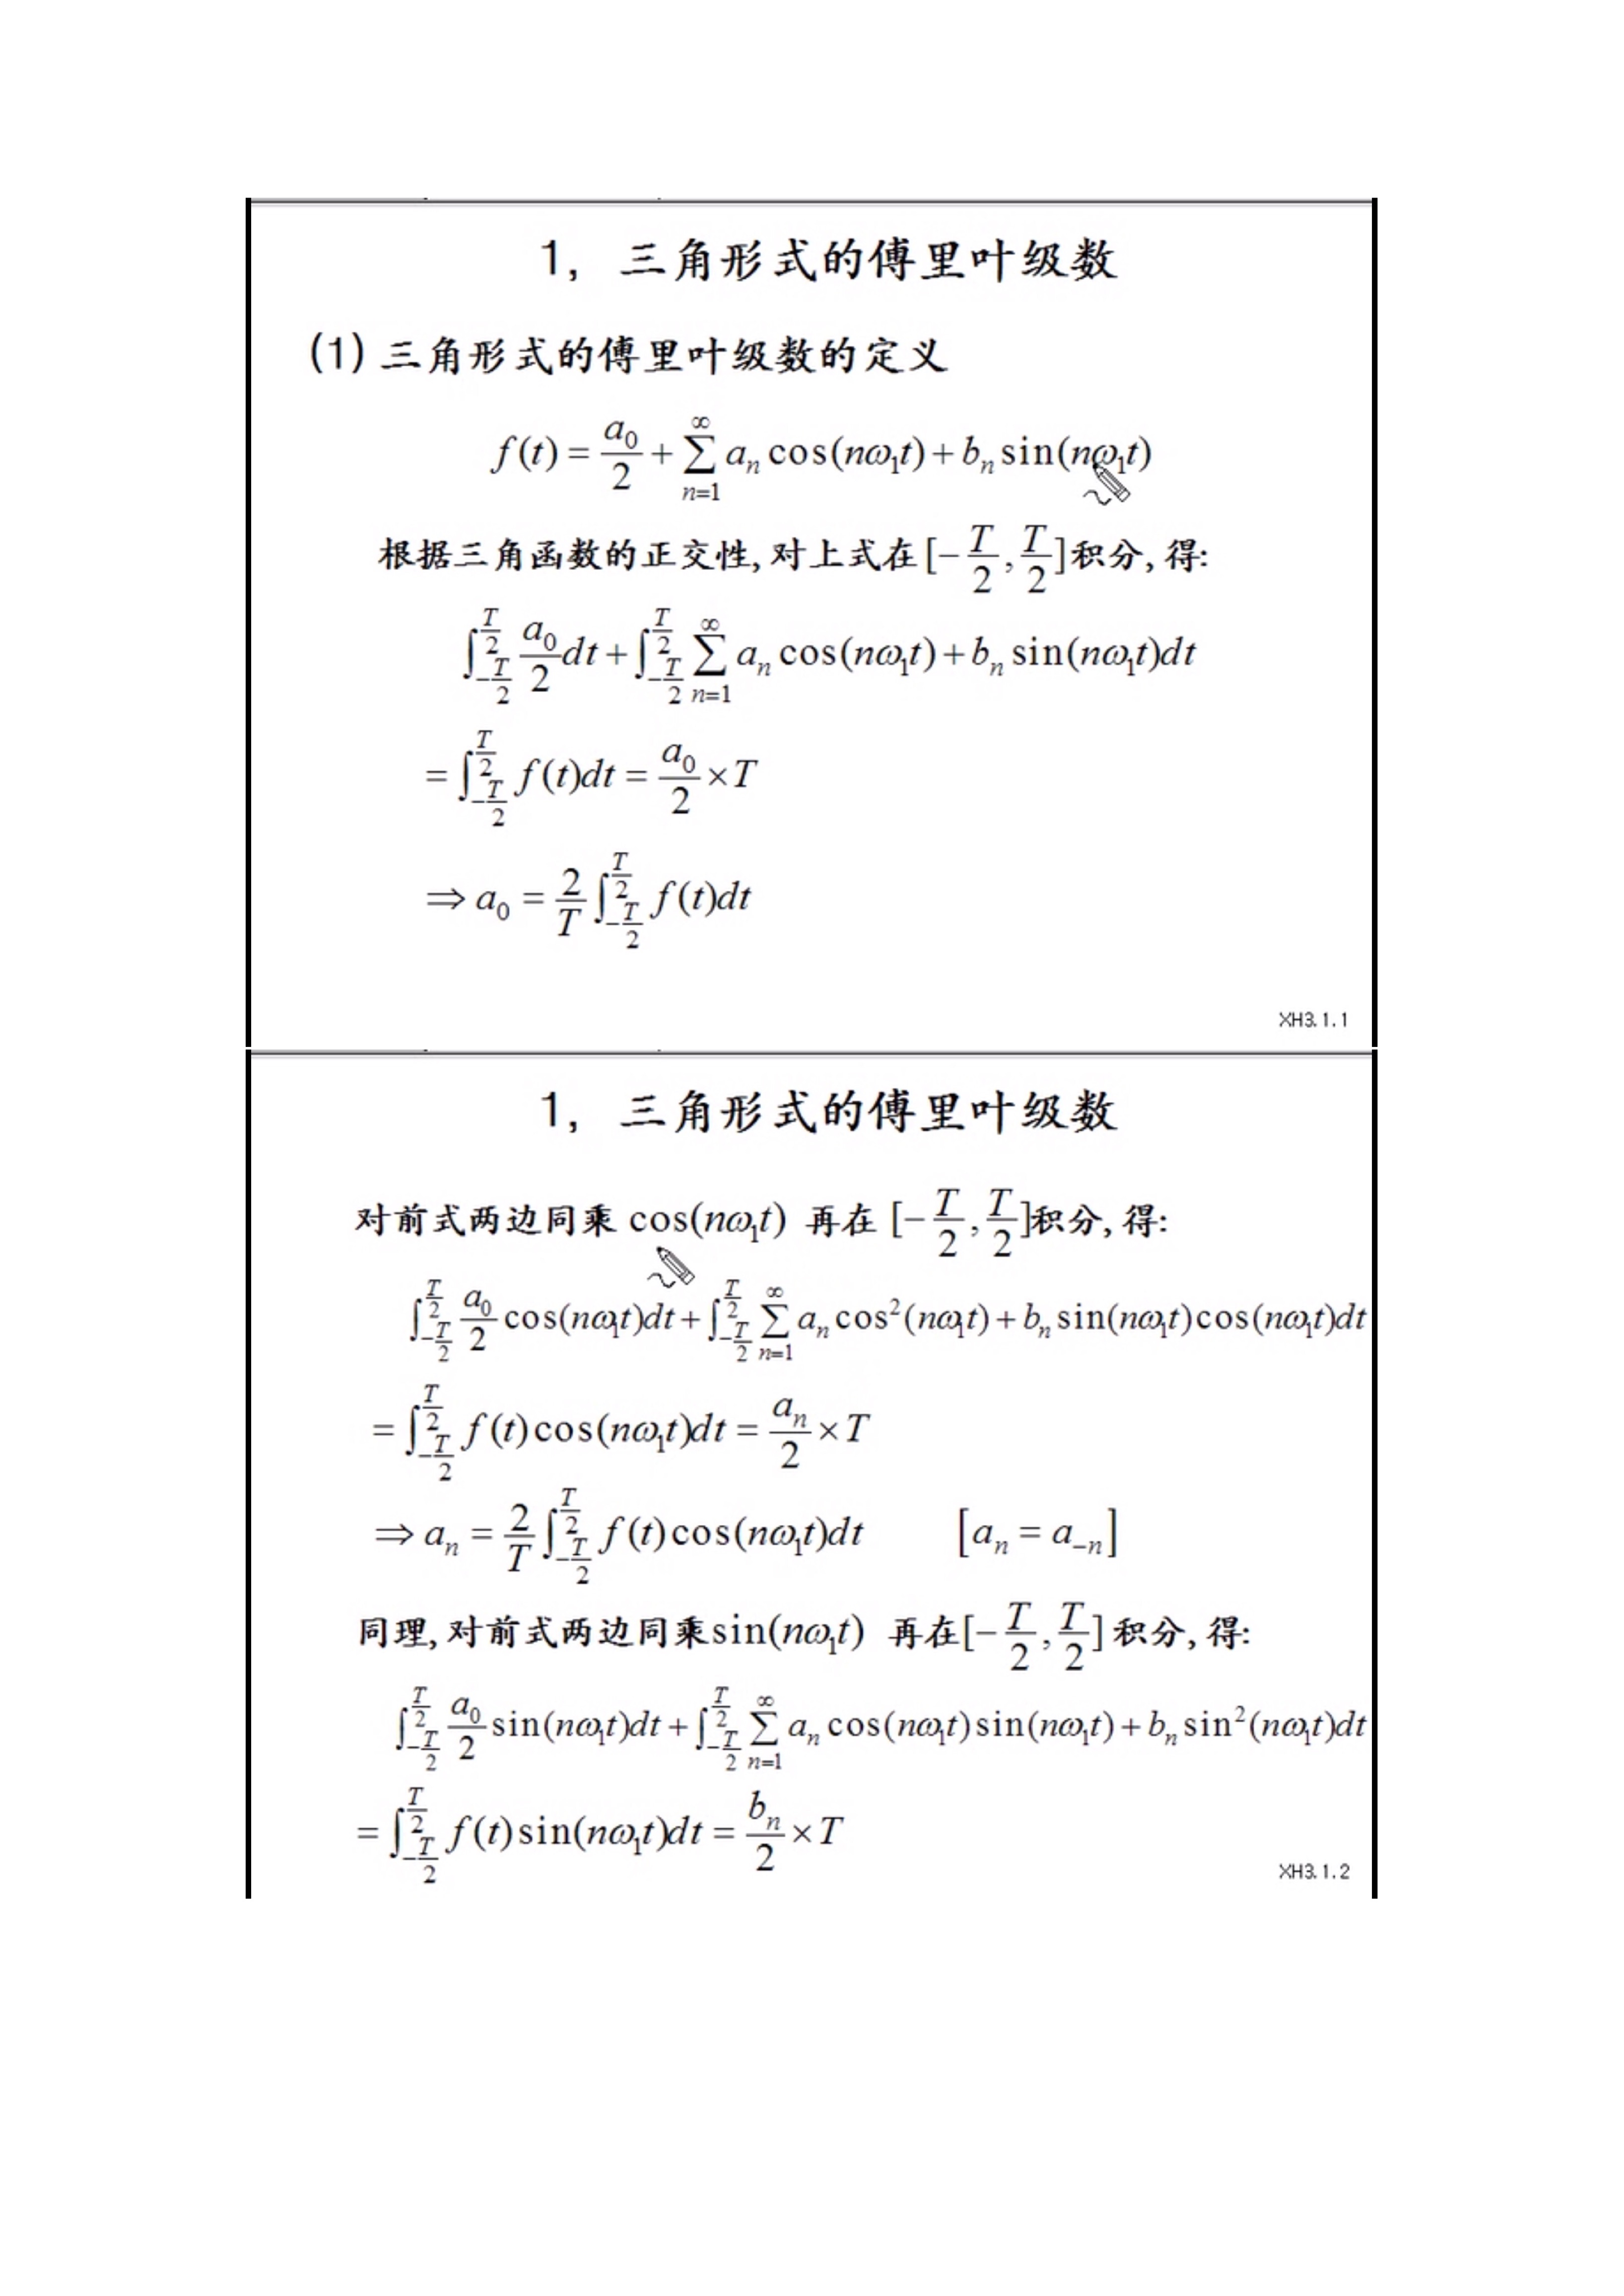 1, 三角形式的傅里叶级数
(1) 三角形式的傅里叶级数的定义
$f(t) = \frac{a_0}{2} + \sum_{n=1}^{\infty} a_n \cos(n\omega_1 t) + b_n \sin(n\omega_1 t)$
根据三角函数的正交性, 对上式在 $[-\frac{T}{2}, \frac{T}{2}]$ 积分, 得:
$\int_{-\frac{T}{2}}^{\frac{T}{2}} \frac{a_0}{2} dt + \int_{-\frac{T}{2}}^{\frac{T}{2}} \sum_{n=1}^{\infty} a_n \cos(n\omega_1 t) + b_n \sin(n\omega_1 t) dt$
$= \int_{-\frac{T}{2}}^{\frac{T}{2}} f(t) dt = \frac{a_0}{2} \times T$
$\Rightarrow a_0 = \frac{2}{T} \int_{-\frac{T}{2}}^{\frac{T}{2}} f(t) dt$
XH3.1.1
1, 三角形式的傅里叶级数
对前式两边同乘 $\cos(n\omega_1 t)$ 再在 $[-\frac{T}{2}, \frac{T}{2}]$ 积分, 得:
$\int_{-\frac{T}{2}}^{\frac{T}{2}} \frac{a_0}{2} \cos(n\omega_1 t) dt + \int_{-\frac{T}{2}}^{\frac{T}{2}} \sum_{n=1}^{\infty} a_n \cos^2(n\omega_1 t) + b_n \sin(n\omega_1 t) \cos(n\omega_1 t) dt$
$= \int_{-\frac{T}{2}}^{\frac{T}{2}} f(t) \cos(n\omega_1 t) dt = \frac{a_n}{2} \times T$
$\Rightarrow a_n = \frac{2}{T} \int_{-\frac{T}{2}}^{\frac{T}{2}} f(t) \cos(n\omega_1 t) dt \quad [a_n = a_{-n}]$
同理, 对前式两边同乘 $\sin(n\omega_1 t)$ 再在 $[-\frac{T}{2}, \frac{T}{2}]$ 积分, 得:
$\int_{-\frac{T}{2}}^{\frac{T}{2}} \frac{a_0}{2} \sin(n\omega_1 t) dt + \int_{-\frac{T}{2}}^{\frac{T}{2}} \sum_{n=1}^{\infty} a_n \cos(n\omega_1 t) \sin(n\omega_1 t) + b_n \sin^2(n\omega_1 t) dt$
$= \int_{-\frac{T}{2}}^{\frac{T}{2}} f(t) \sin(n\omega_1 t) dt = \frac{b_n}{2} \times T$
XH3.1.2